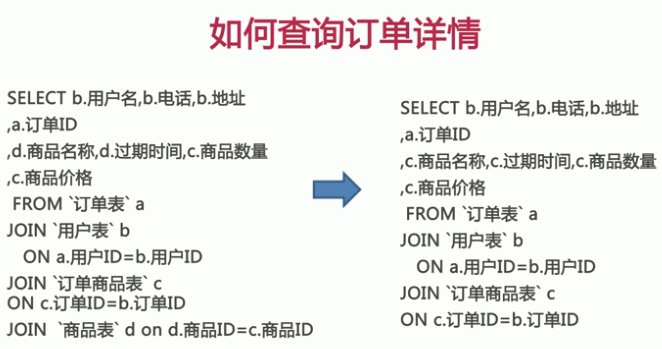 如何查询订单详情
SELECT b.用户名,b.电话,b.地址
,a.订单ID
,d.商品名称,d.过期时间,c.商品数量
,c.商品价格
FROM `订单表` a
JOIN `用户表` b
ON a.用户ID=b.用户ID
JOIN `订单商品表` c
ON c.订单ID=b.订单ID
JOIN `商品表` d on d.商品ID=c.商品ID
SELECT b.用户名,b.电话,b.地址
,a.订单ID
,c.商品名称,c.过期时间,c.商品数量
,c.商品价格
FROM `订单表` a
JOIN `用户表` b
ON a.用户ID=b.用户ID
JOIN `订单商品表` c
ON c.订单ID=b.订单ID